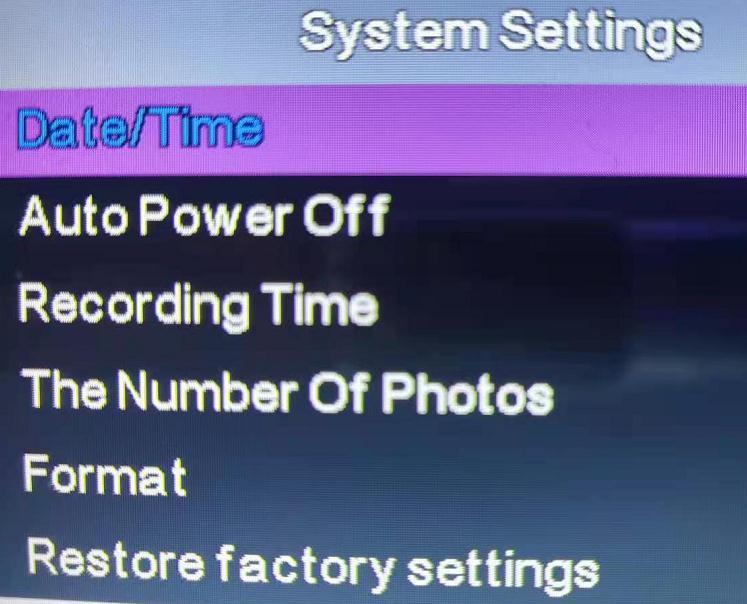 System Settings
Date/Time
Auto Power Off
Recording Time
The Number Of Photos
Format
Restore factory settings